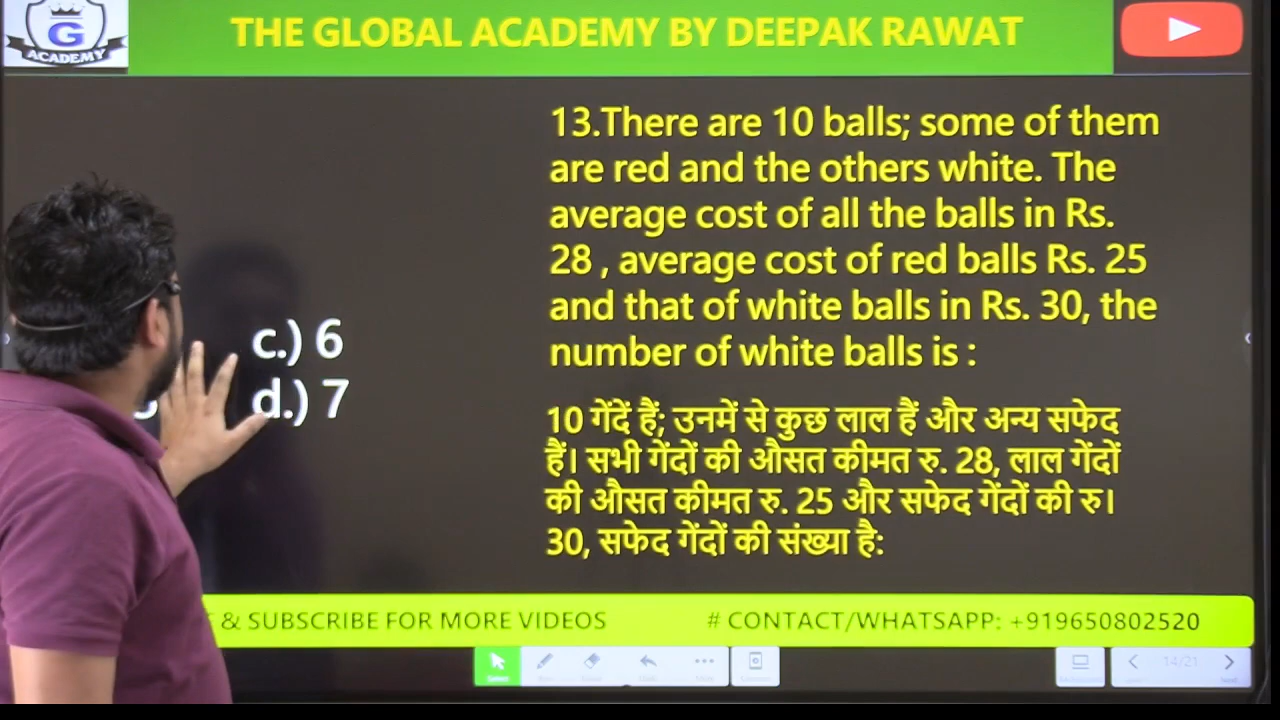 G
ACADEMY
THE GLOBAL ACADEMY BY DEEPAK RAWAT
13.There are 10 balls; some of them
are red and the others white. The
average cost of all the balls in Rs.
28 , average cost of red balls Rs. 25
and that of white balls in Rs. 30, the
number of white balls is :
c.) 6
d.) 7
10 गेंदें हैं; उनमें से कुछ लाल हैं और अन्य सफेद
हैं। सभी गेंदों की औसत कीमत रु. 28, लाल गेंदों
की औसत कीमत रु. 25 और सफेद गेंदों की रु।
30, सफेद गेंदों की संख्या है:
& SUBSCRIBE FOR MORE VIDEOS
# CONTACT/WHATSAPP: +919650802520
14/21